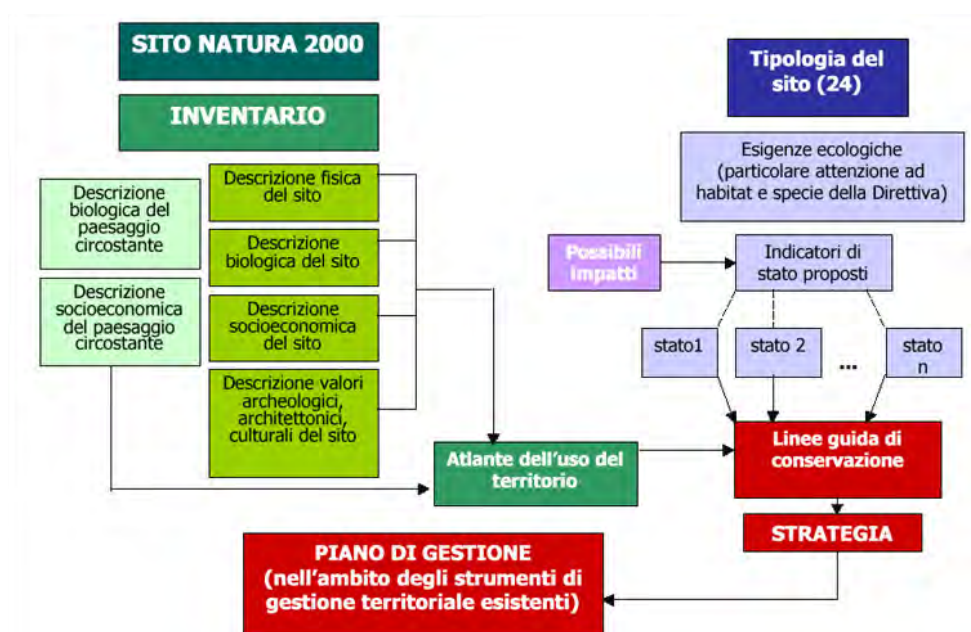 SITO NATURA 2000
INVENTARIO
Descrizione
biologica del
paesaggio
circostante
Descrizione
socioeconomica
del paesaggio
circostante
Descrizione fisica
del sito
Descrizione
biologica del sito
Descrizione
socioeconomica
del sito
Descrizione valori
archeologici,
architettonici,
culturali del sito
Atlante dell'uso del
territorio
Tipologia del
sito (24)
Esigenze ecologiche
(particolare attenzione ad
habitat e specie della Direttiva)
Possibili
impatti
Indicatori di
stato proposti
stato1
stato 2
...
stato
n
Linee guida di
conservazione
STRATEGIA
PIANO DI GESTIONE
(nell'ambito degli strumenti di
gestione territoriale esistenti)